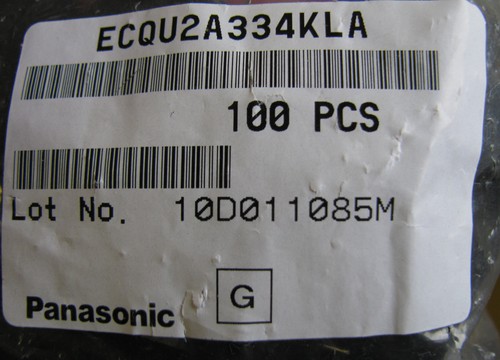 ECQU2A334KLA
100 PCS
Lot No. 10D011085M
Panasonic
G